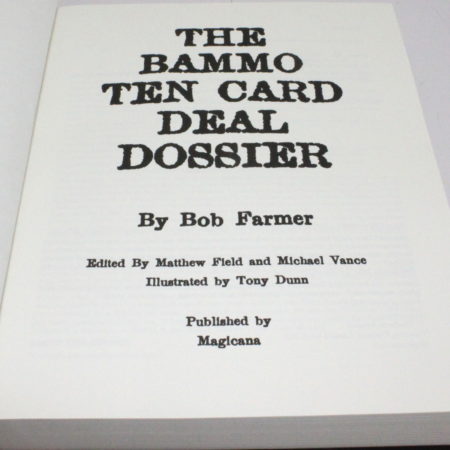 THE
BAMMO
TEN CARD
DEAL
DOSSIER
By Bob Farmer
Edited By Matthew Field and Michael Vance
Illustrated by Tony Dunn
Published by
Magicana